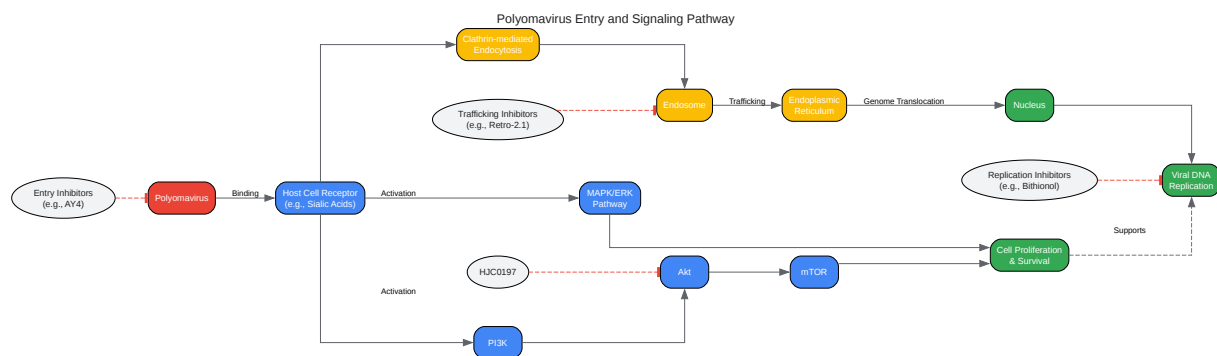 Polyomavirus Entry and Signaling Pathway
Clathrin-mediated
Endocytosis
Trafficking Inhibitors
(e.g., Retro-2.1)
Endosome
Trafficking
Endoplasmic
Reticulum
Genome Translocation
Nucleus
Entry Inhibitors
(e.g., AY4)
Polyomavirus
Binding
Host Cell Receptor
(e.g., Sialic Acids)
Activation
MAPK/ERK
Pathway
Replication Inhibitors
(e.g., Bithionol)
Viral DNA
Replication
Supports
Cell Proliferation
& Survival
HJC0197
Akt
mTOR
Activation
PI3K